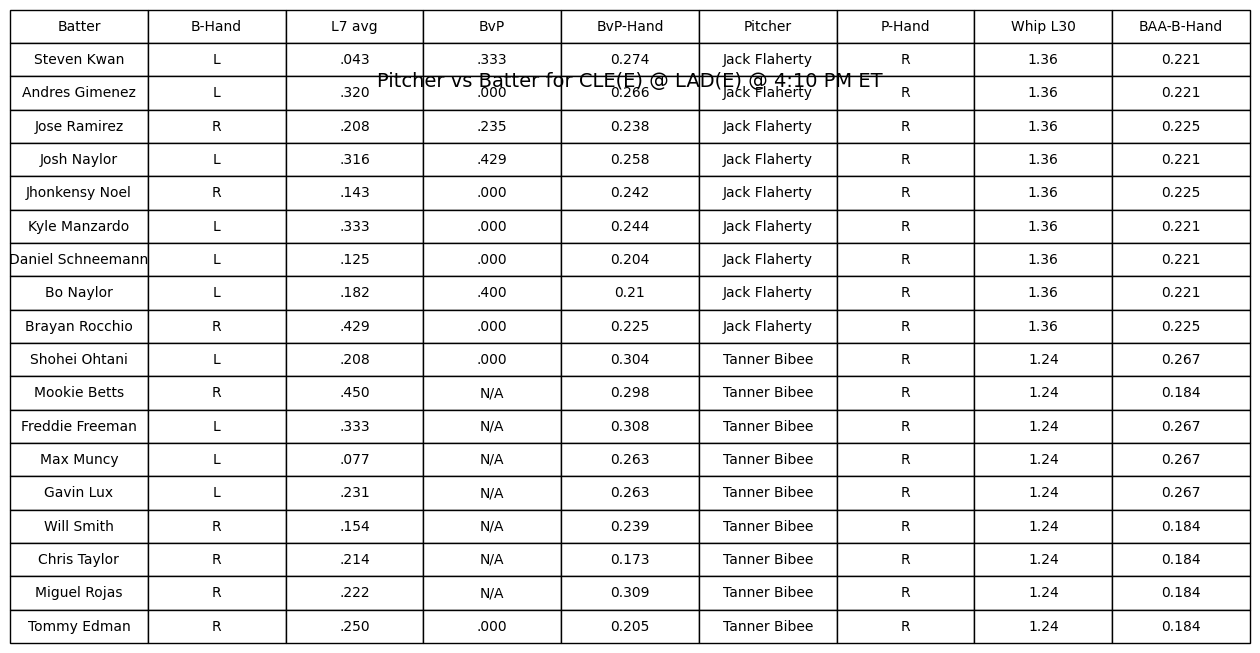 Batter B-Hand L7 avg BvP BvP-Hand Pitcher P-Hand Whip L30 BAA-B-Hand
Steven Kwan L .043 .333 0.274 Jack Flaherty R 1.36 0.221
Pitcher vs Batter for CLE(E) @ LAD(E) @ 4:10 PM ET
Andres Gimenez L .320 .000 0.266 Jack Flaherty R 1.36 0.221
Jose Ramirez R .208 .235 0.238 Jack Flaherty R 1.36 0.225
Josh Naylor L .316 .429 0.258 Jack Flaherty R 1.36 0.221
Jhonkensy Noel R .143 .000 0.242 Jack Flaherty R 1.36 0.225
Kyle Manzardo L .333 .000 0.244 Jack Flaherty R 1.36 0.221
Daniel Schneemann L .125 .000 0.204 Jack Flaherty R 1.36 0.221
Bo Naylor L .182 .400 0.21 Jack Flaherty R 1.36 0.221
Brayan Rocchio R .429 .000 0.225 Jack Flaherty R 1.36 0.225
Shohei Ohtani L .208 .000 0.304 Tanner Bibee R 1.24 0.267
Mookie Betts R .450 N/A 0.298 Tanner Bibee R 1.24 0.184
Freddie Freeman L .333 N/A 0.308 Tanner Bibee R 1.24 0.267
Max Muncy L .077 N/A 0.263 Tanner Bibee R 1.24 0.267
Gavin Lux L .231 N/A 0.263 Tanner Bibee R 1.24 0.267
Will Smith R .154 N/A 0.239 Tanner Bibee R 1.24 0.184
Chris Taylor R .214 N/A 0.173 Tanner Bibee R 1.24 0.184
Miguel Rojas R .222 N/A 0.309 Tanner Bibee R 1.24 0.184
Tommy Edman R .250 .000 0.205 Tanner Bibee R 1.24 0.184